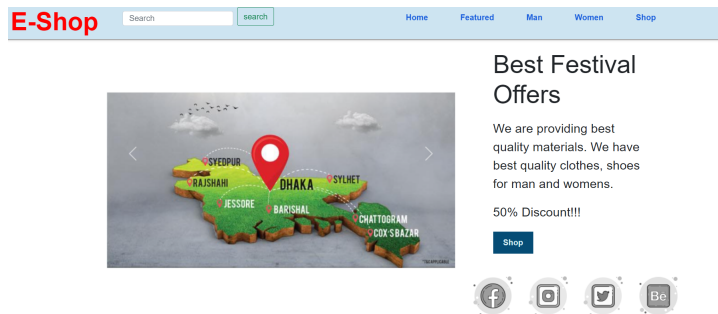 E-Shop
Search
search
Home Featured Man Women Shop
SYEDPUR
RAJSHAHI
DHAKA
SYLHET
JESSORE
BARISHAL
CHATTOGRAM
COX'S BAZAR
Best Festival
Offers
We are providing best
quality materials. We have
best quality clothes, shoes
for man and womens.
50% Discount!!!
Shop
f
Bē